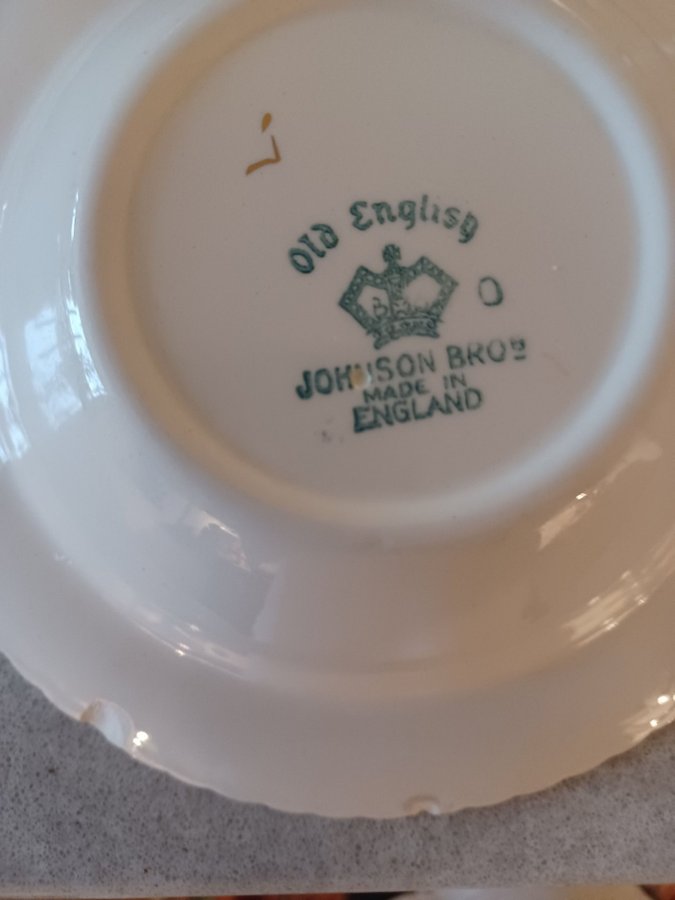 Old English
O
JOHNSON BROS
MADE IN
ENGLAND